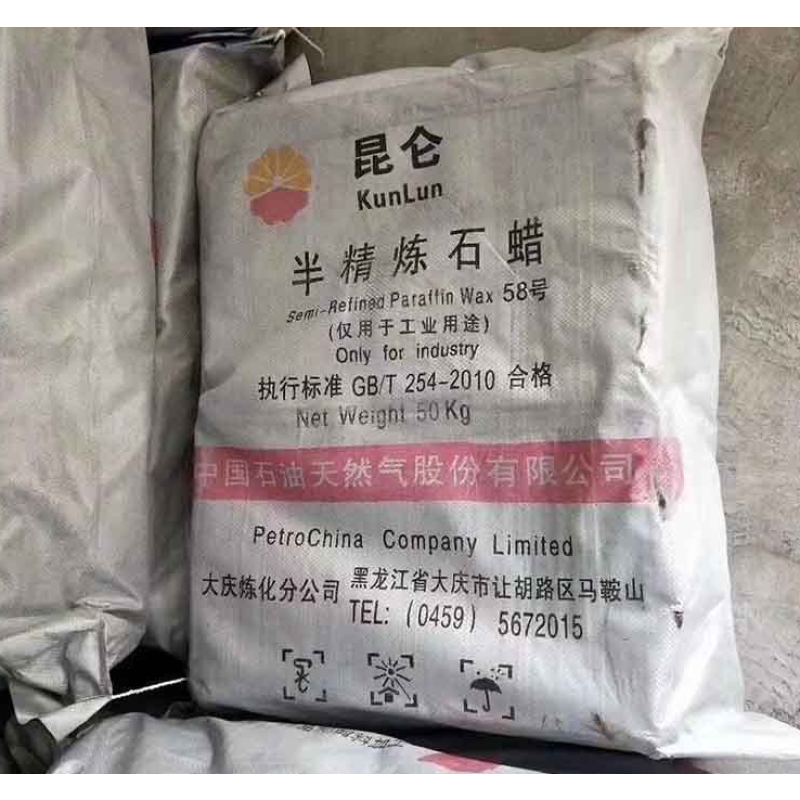 昆仑
KunLun
半精炼石蜡
Semi-Refined Paraffin Wax 58号
(仅用于工业用途)
Only for industry
执行标准 GB/T 254-2010 合格
Net Weight 50Kg
中国石油天然气股份有限公司
PetroChina Company Limited
大庆炼化分公司 黑龙江省大庆市让胡路区马鞍山
TEL: (0459) 5672015